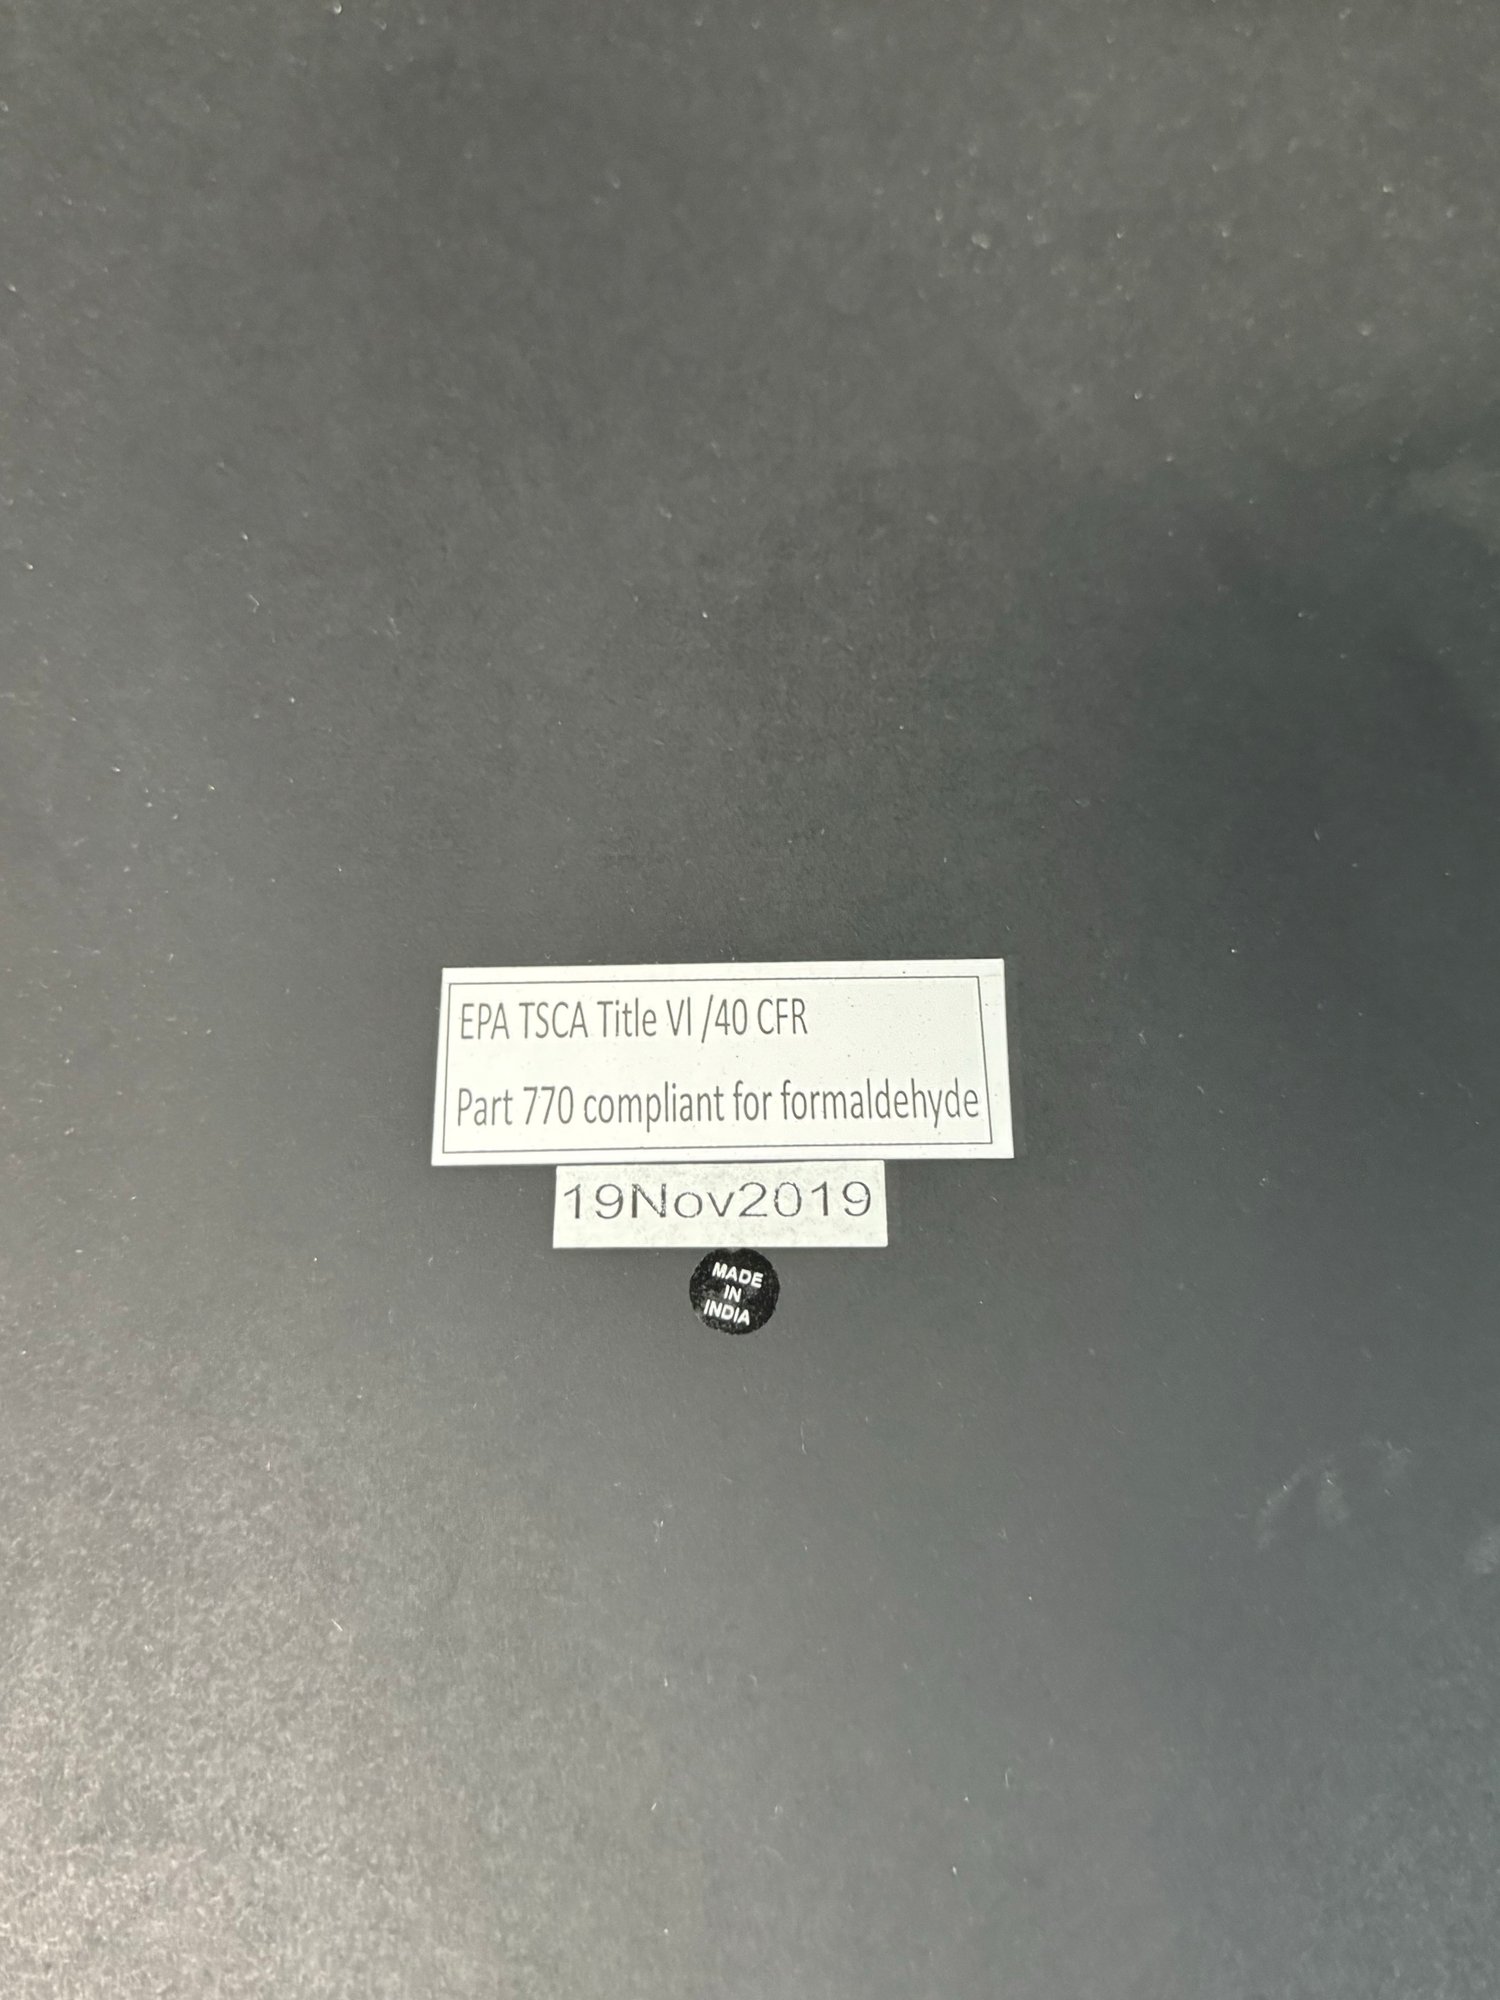 EPA TSCA Title VI /40 CFR
Part 770 compliant for formaldehyde
19Nov2019
MADE
IN
INDIA